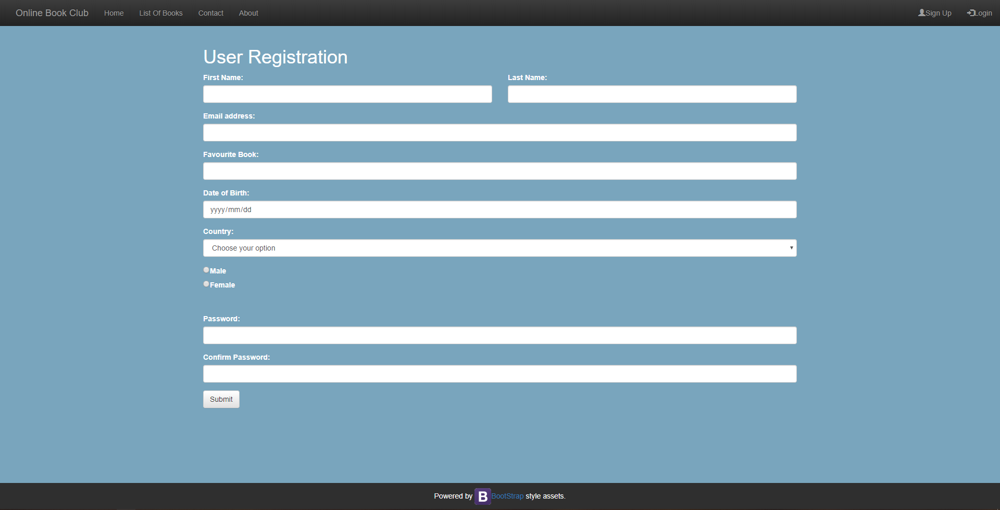 Online Book Club Home List Of Books Contact About Sign Up Login
User Registration
First Name: Last Name:
Email address:
Favourite Book:
Date of Birth:
yyyy/mm/dd
Country:
Choose your option
Male
Female
Password:
Confirm Password:
Submit
Powered by B BootStrap style assets.